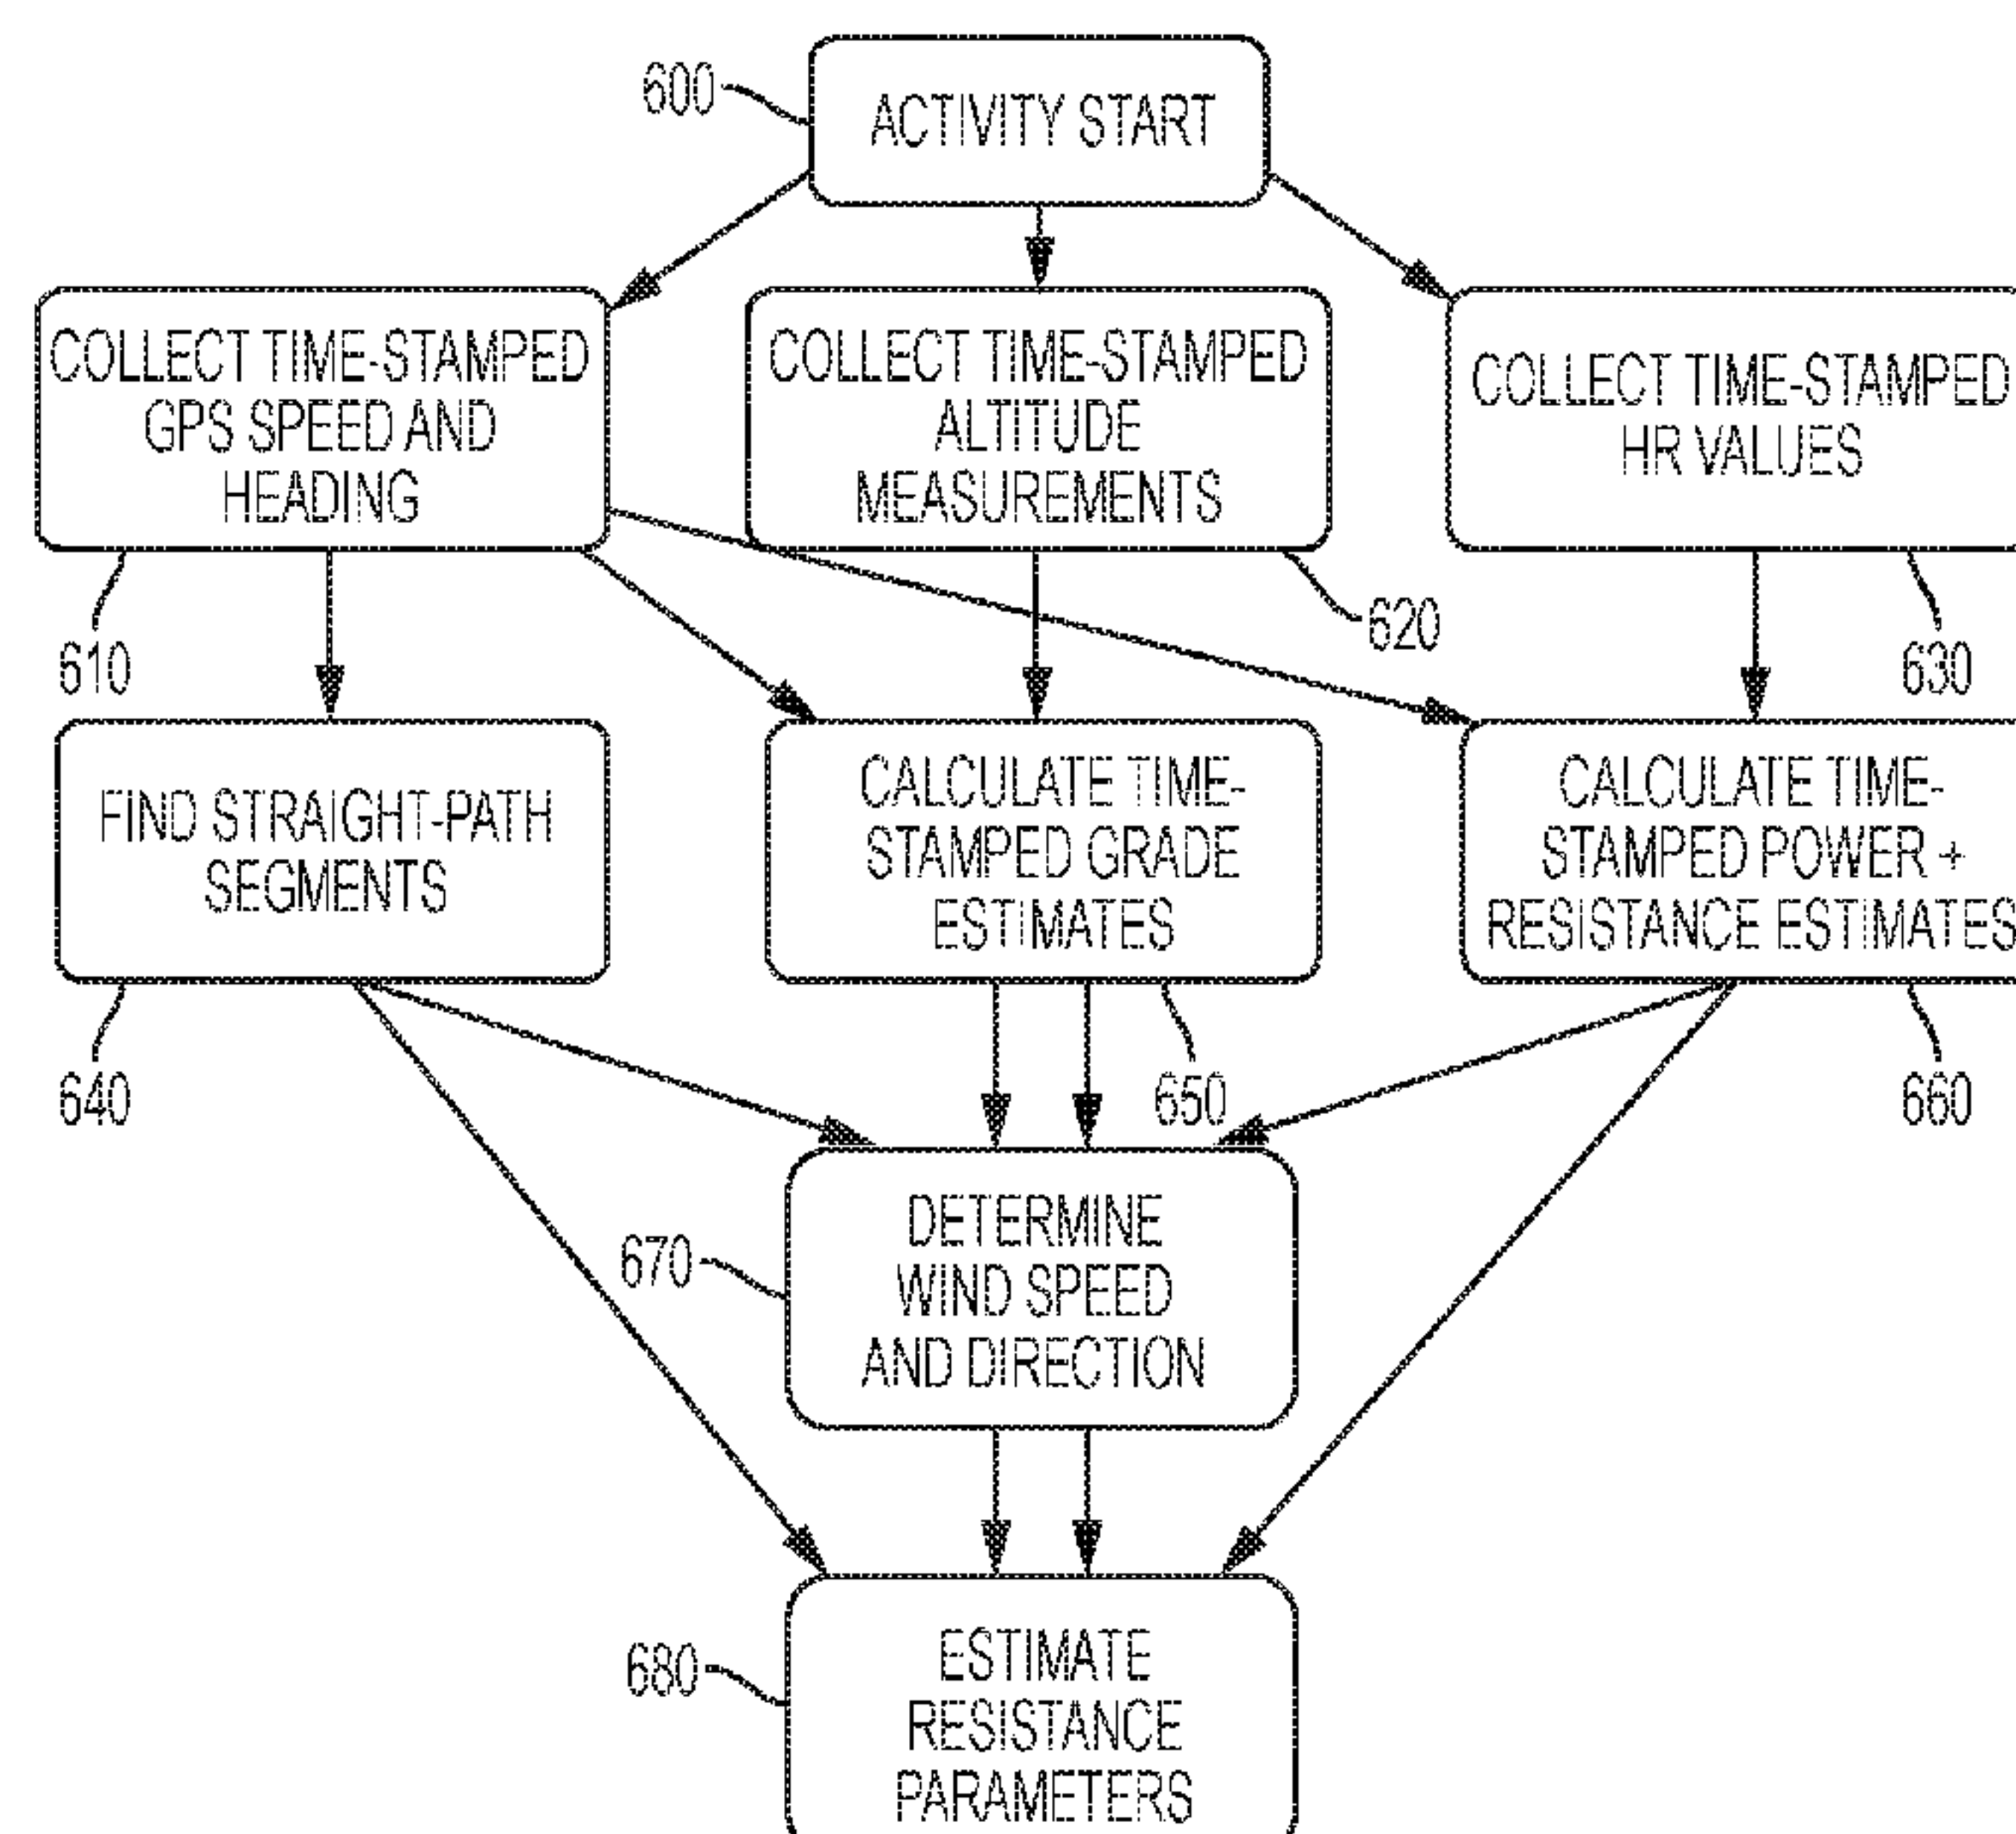 600
ACTIVITY START
COLLECT TIME-STAMPED
GPS SPEED AND
HEADING
COLLECT TIME-STAMPED
ALTITUDE
MEASUREMENTS
COLLECT TIME-STAMPED
HR VALUES
610
620
630
FIND STRAIGHT-PATH
SEGMENTS
CALCULATE TIME-
STAMPED GRADE
ESTIMATES
CALCULATE TIME-
STAMPED POWER +
RESISTANCE ESTIMATES
640
650
660
670
DETERMINE
WIND SPEED
AND DIRECTION
680
ESTIMATE
RESISTANCE
PARAMETERS